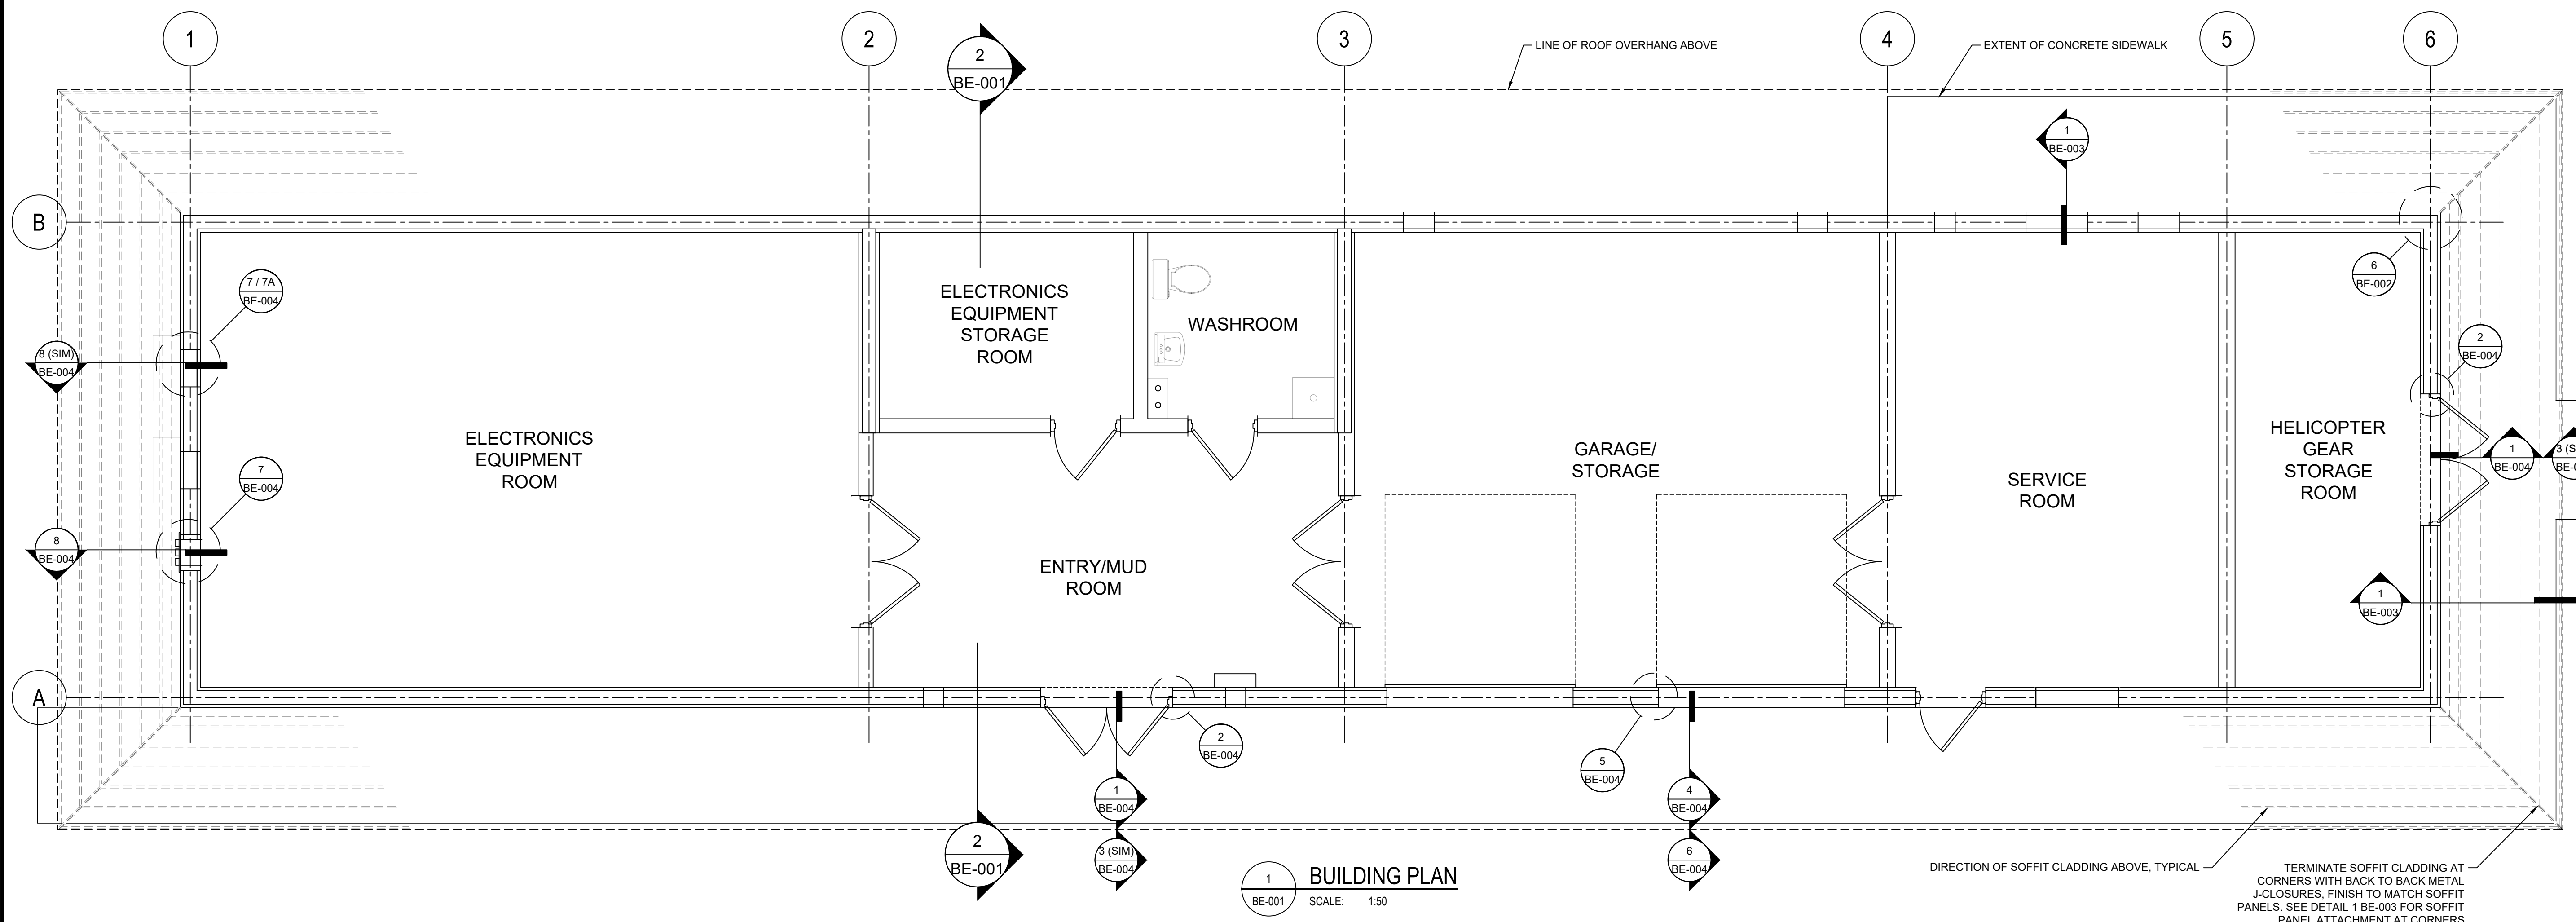 1
2
3
4
5
6
2
BE-001
LINE OF ROOF OVERHANG ABOVE
EXTENT OF CONCRETE SIDEWALK
1
BE-003
B
7 / 7A
BE-004
8 (SIM)
BE-004
ELECTRONICS
EQUIPMENT
STORAGE
ROOM
WASHROOM
6
BE-002
2
BE-004
ELECTRONICS
EQUIPMENT
ROOM
7
BE-004
8
BE-004
GARAGE/
STORAGE
SERVICE
ROOM
HELICOPTER
GEAR
STORAGE
ROOM
1
BE-004
ENTRY/MUD
ROOM
1
BE-003
A
2
BE-004
5
BE-004
1
BE-004
4
BE-004
2
BE-001
3 (SIM)
BE-004
6
BE-004
1
BE-001
BUILDING PLAN
SCALE: 1:50
DIRECTION OF SOFFIT CLADDING ABOVE, TYPICAL
TERMINATE SOFFIT CLADDING AT
CORNERS WITH BACK TO BACK METAL
J-CLOSURES, FINISH TO MATCH SOFFIT
PANELS. SEE DETAIL 1 BE-003 FOR SOFFIT
PANEL ATTACHMENT AT CORNERS